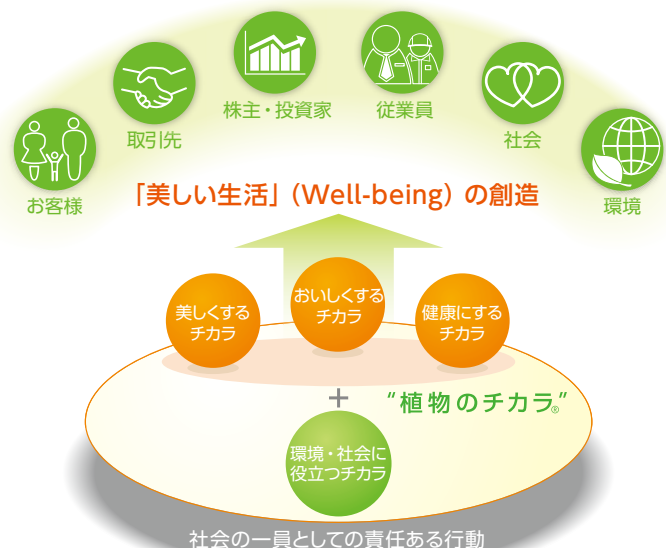 株主・投資家
従業員
取引先
社会
お客様
環境
「美しい生活」(Well-being) の創造
美しくする
チカラ
おいしくする
チカラ
健康にする
チカラ
+
“植物のチカラ®”
環境・社会に
役立つチカラ
社会の一員としての責任ある行動